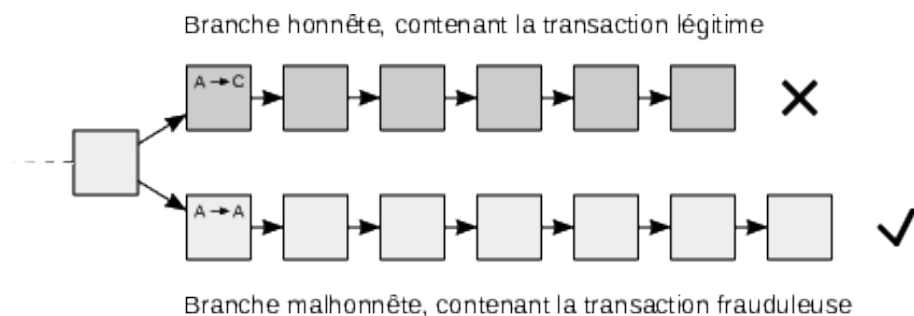 Branche honnête, contenant la transaction légitime
A → C
A → A
Branche malhonnête, contenant la transaction frauduleuse